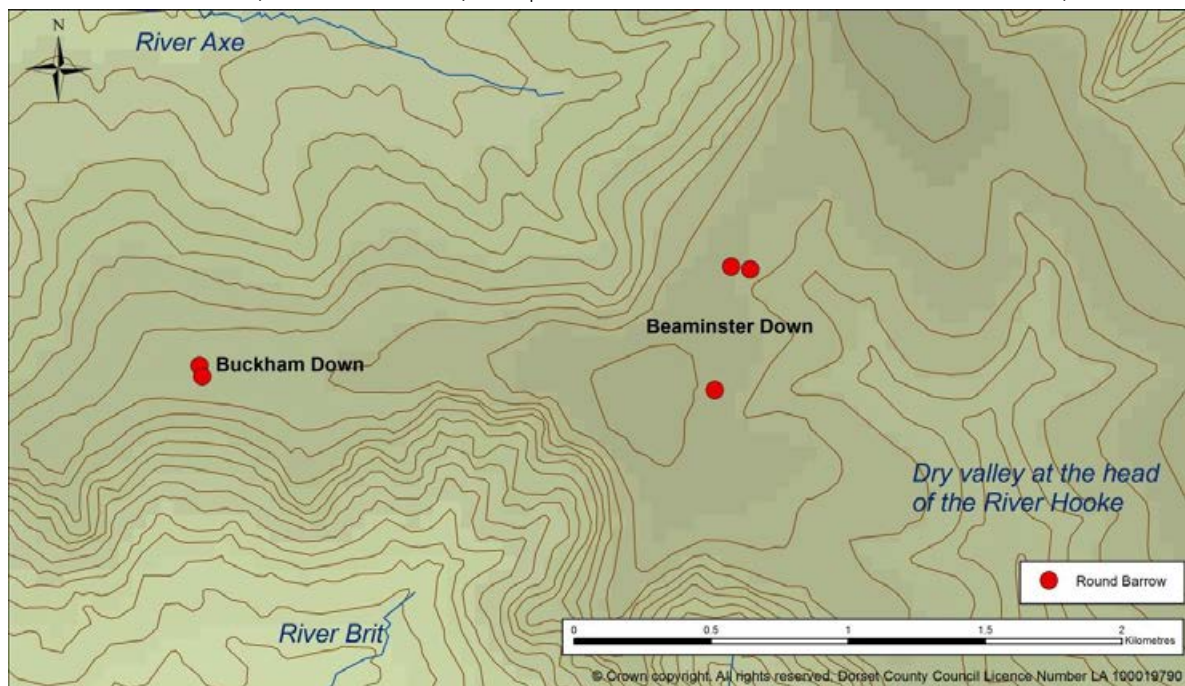 N
River Axe
Beaminster Down
Buckham Down
Dry valley at the head
of the River Hooke
Round Barrow
River Brit
0 0.5 1 1.5 2
Kilometres
© Crown copyright. All rights reserved. Dorset County Council Licence Number LA 100019790